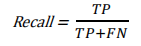 Recall = TP / TP+FN